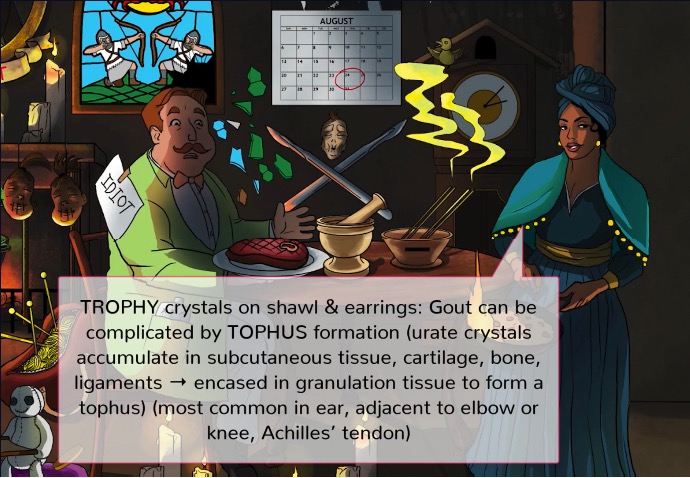 AUGUST
IDIOT
TROPHY crystals on shawl & earrings: Gout can be
complicated by TOPHUS formation (urate crystals
accumulate in subcutaneous tissue, cartilage, bone,
ligaments → encased in granulation tissue to form a
tophus) (most common in ear, adjacent to elbow or
knee, Achilles' tendon)